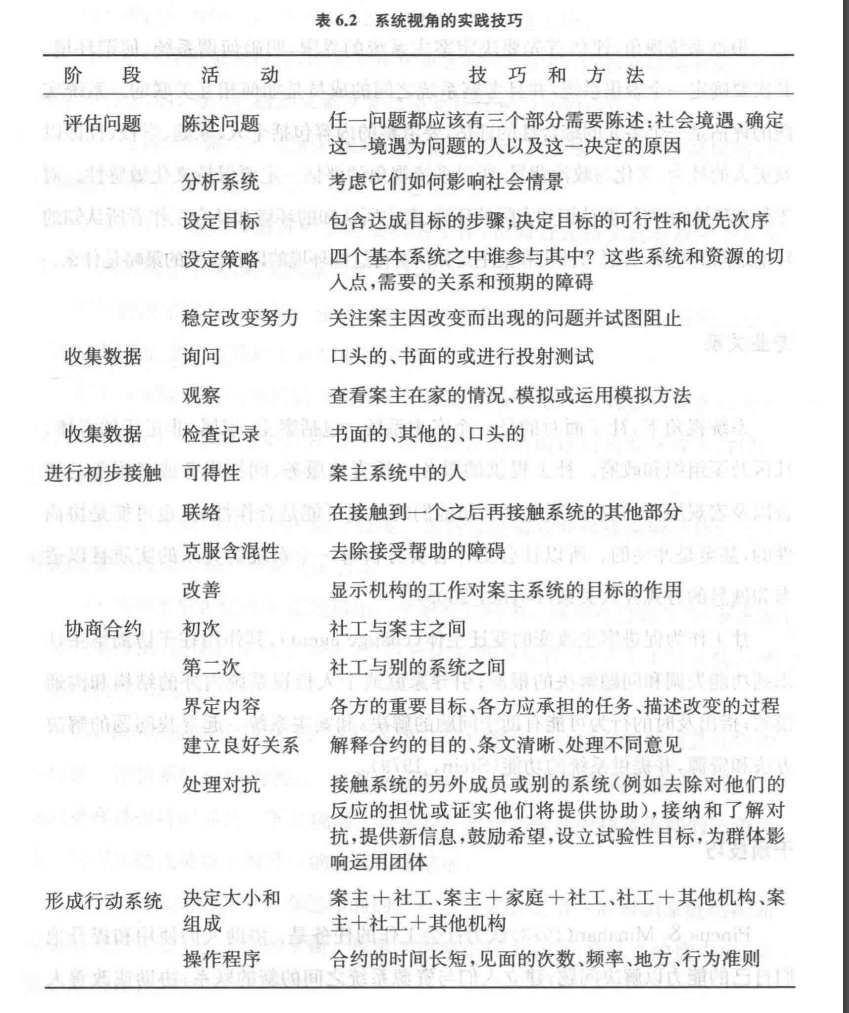 表 6.2 系统视角的实践技巧
阶 段 活 动 技 巧 和 方 法
评估问题 陈述问题 任一问题都应该有三个部分需要陈述:社会境遇、确定
这一境遇为问题的人以及这一决定的原因
分析系统 考虑它们如何影响社会情景
设定目标 包含达成目标的步骤;决定目标的可行性和优先次序
设定策略 四个基本系统之中谁参与其中? 这些系统和资源的切
入点,需要的关系和预期的障碍
稳定改变努力 关注案主因改变而出现的问题并试图阻止
收集数据 询问 口头的、书面的或进行投射测试
观察 查看案主在家的情况、模拟或运用模拟方法
收集数据 检查记录 书面的、其他的、口头的
进行初步接触 可得性 案主系统中的人
联络 在接触到一个之后再接触系统的其他部分
克服含混性 去除接受帮助的障碍
改善 显示机构的工作对案主系统的目标的作用
协商合约 初次 社工与案主之间
第二次 社工与别的系统之间
界定内容 各方的重要目标、各方应承担的任务、描述改变的过程
建立良好关系 解释合约的目的、条文清晰、处理不同意见
处理对抗 接触系统的另外成员或别的系统(例如去除对他们的
反应的担忧或证实他们将提供协助),接纳和了解对
抗,提供新信息,鼓励希望,设立试验性目标,为群体影
响运用团体
形成行动系统 决定大小和 案主＋社工、案主＋家庭＋社工、社工＋其他机构、案
组成 主＋社工＋其他机构
操作程序 合约的时间长短,见面的次数、频率、地方、行为准则